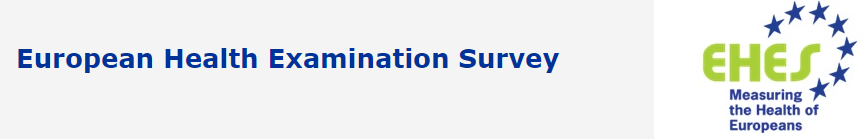 European Health Examination Survey
EHES
Measuring
the Health of
Europeans